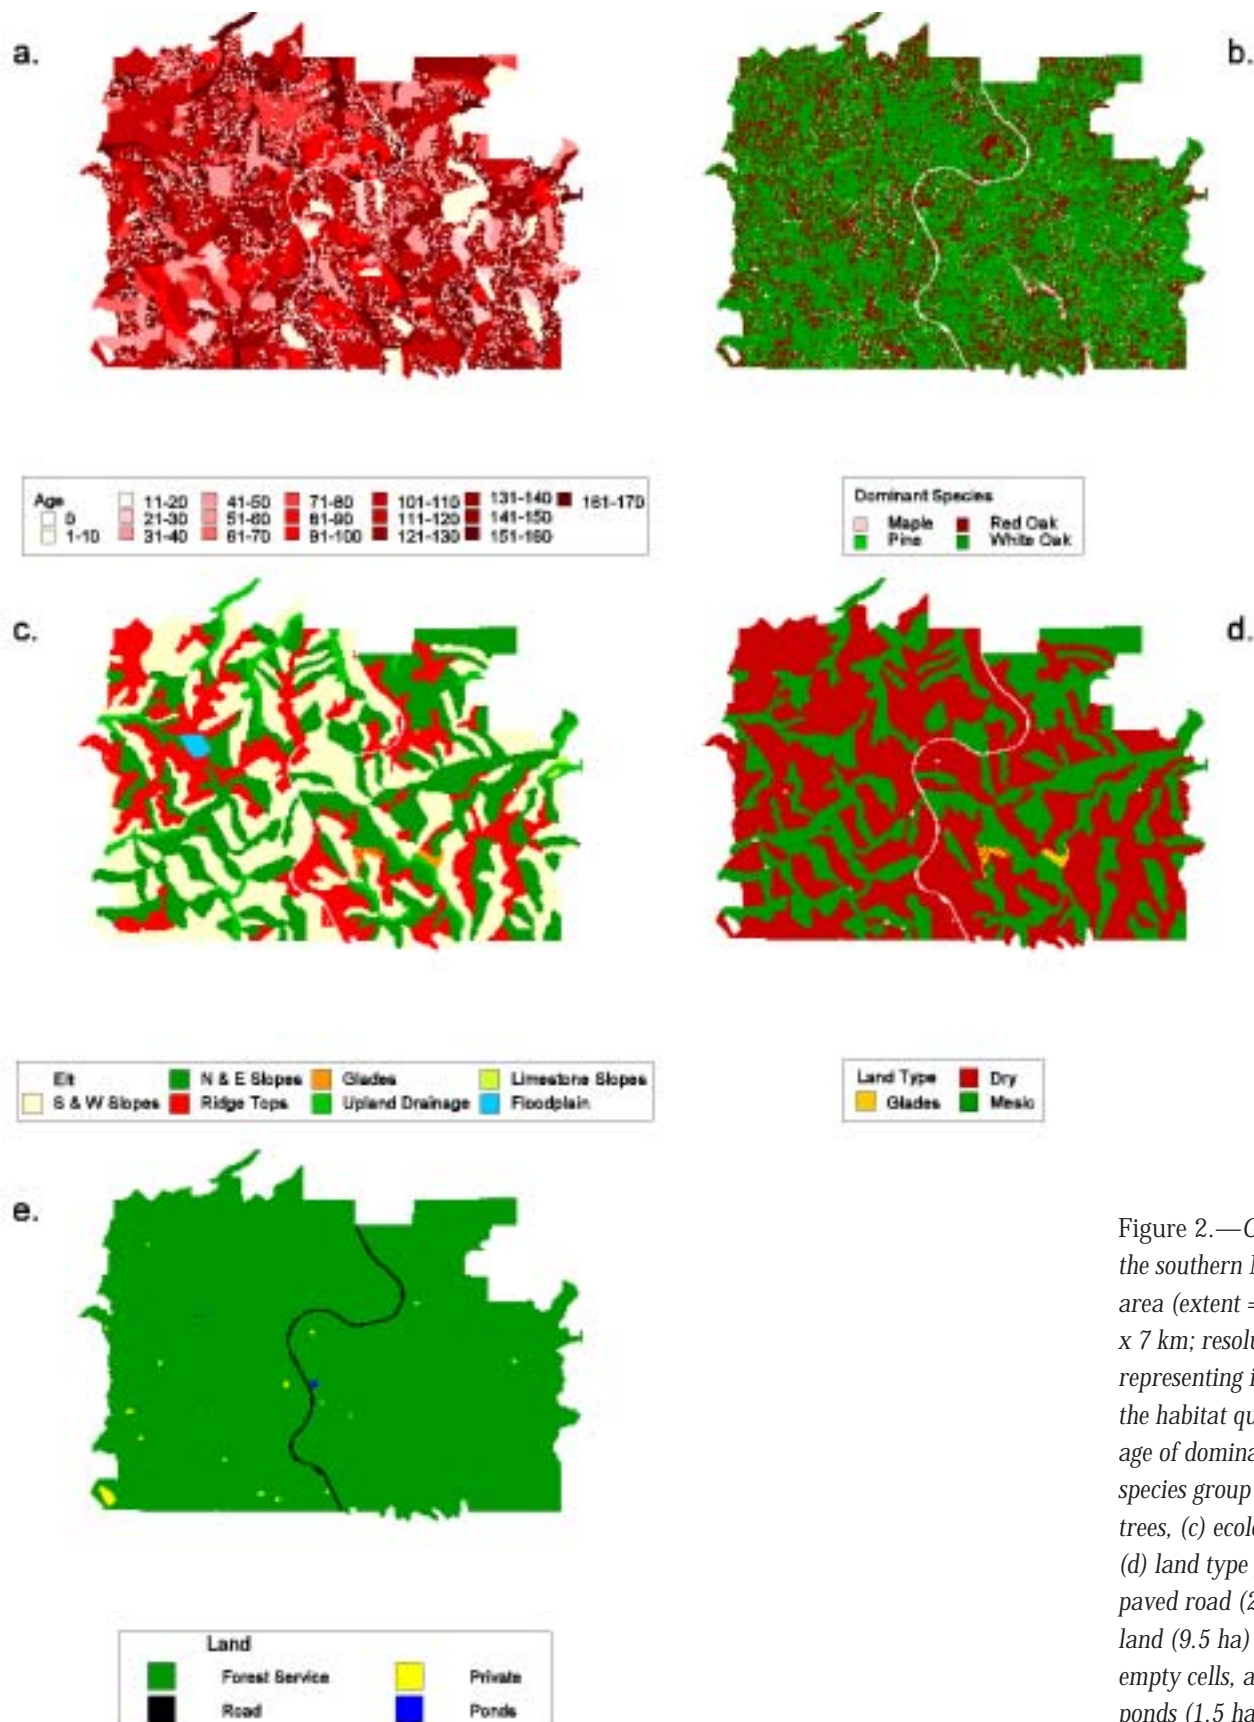 a.
b.
Age
0
1-10
11-20
21-30
31-40
41-50
51-60
61-70
71-80
81-90
91-100
101-110
111-120
121-130
131-140
141-150
151-160
161-170
Dominant Species
Maple
Pine
Red Oak
White Oak
c.
d.
Elt
S & W Slopes
N & E Slopes
Ridge Tops
Glades
Upland Drainage
Limestone Slopes
Floodplain
Land Type
Glades
Dry
Mesic
e.
Land
Forest Service
Road
Private
Ponds
Figure 2.—
the southern
area (extent =
x 7 km; resolu
representing i
the habitat qu
age of domina
species group
trees, (c) ecol
(d) land type
paved road (2
land (9.5 ha)
empty cells, a
ponds (1.5 ha